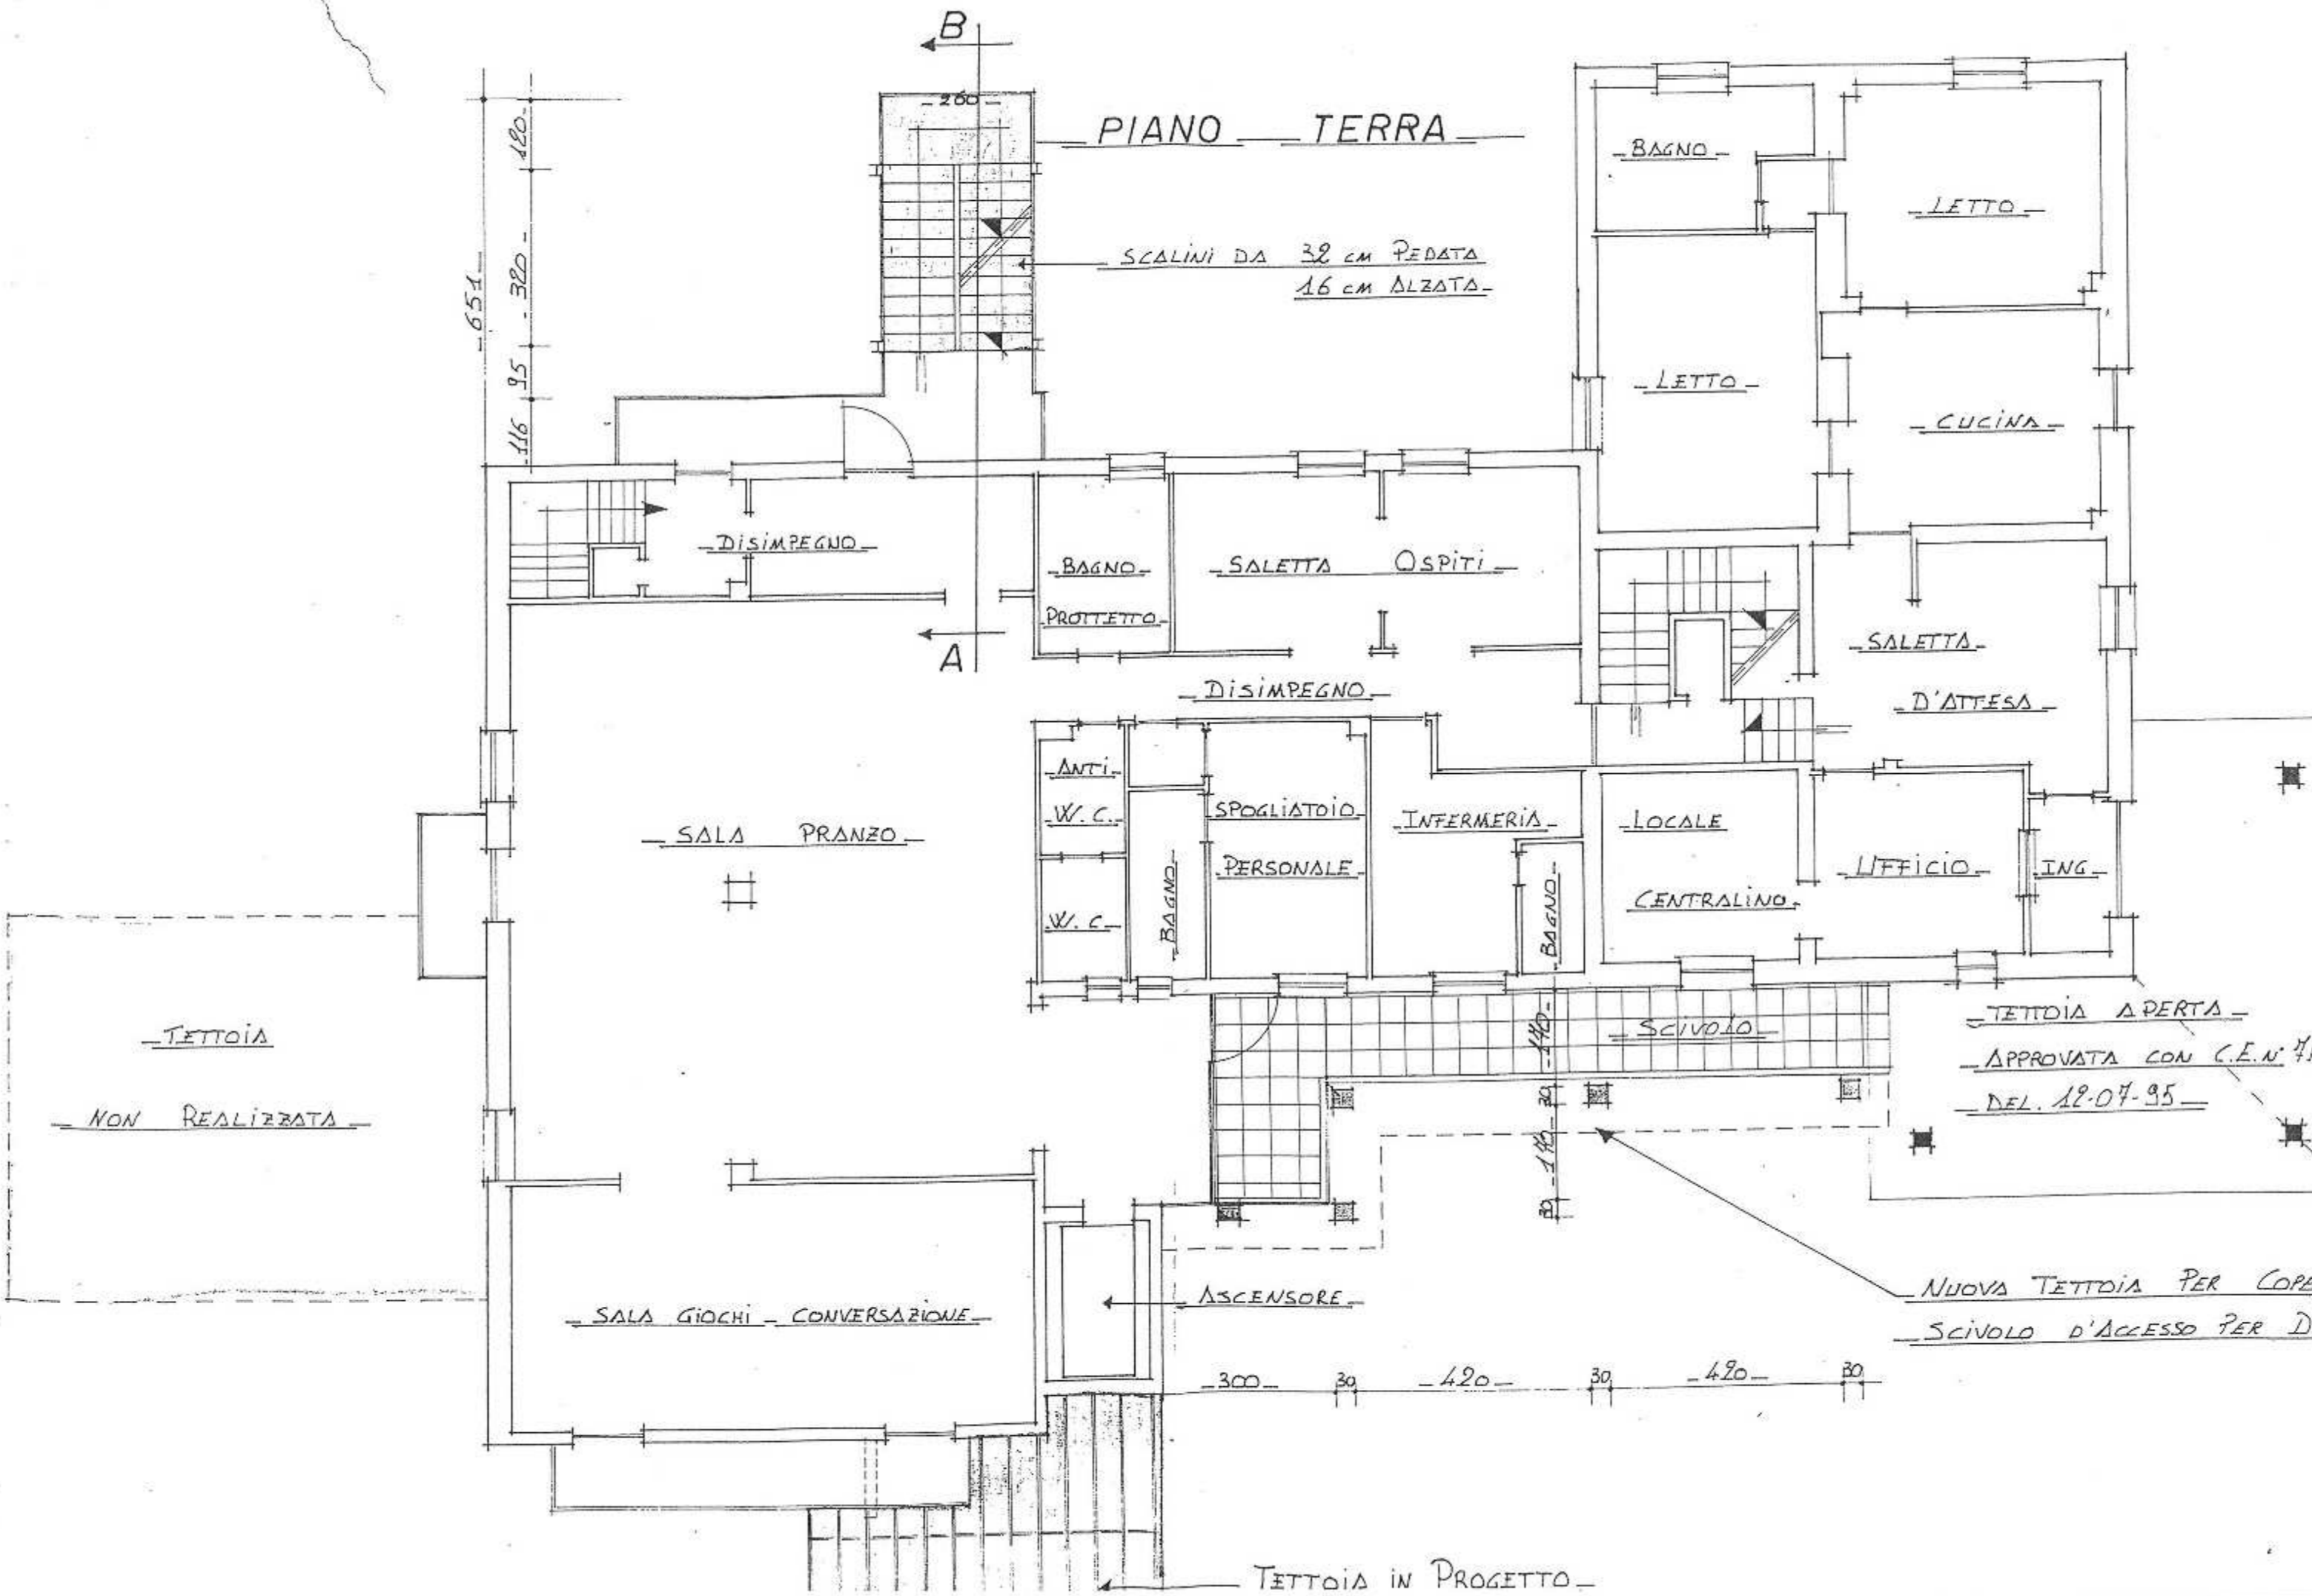 B
- 260 -
PIANO TERRA
120
- 320 -
- 651 -
95
116
SCALINI DA 32 CM PEDATA
16 CM ALZATA
BAGNO
LETTO
LETTO
CUCINA
DISIMPEGNO
BAGNO
PROTTETTO
SALETTA OSPITI
A
DISIMPEGNO
SALETTA
D'ATTESA
SALA PRANZO
ANTI
W.C.
W.C.
BAGNO
SPOGLIATOIO
PERSONALE
INFERMERIA
BAGNO
LOCALE
CENTRALINO
UFFICIO
ING
TETTOIA
NON REALIZZATA
SCIVOLO
- 140 -
30
- 140 -
30
TETTOIA APERTA
APPROVATA CON C.E. N°
DEL. 12-07-95
NUOVA TETTOIA PER
SCIVOLO D'ACCESSO PER
SALA GIOCHI - CONVERSAZIONE
ASCENSORE
- 300 - 30 - 420 - 30 - 420 - 30
TETTOIA IN PROGETTO